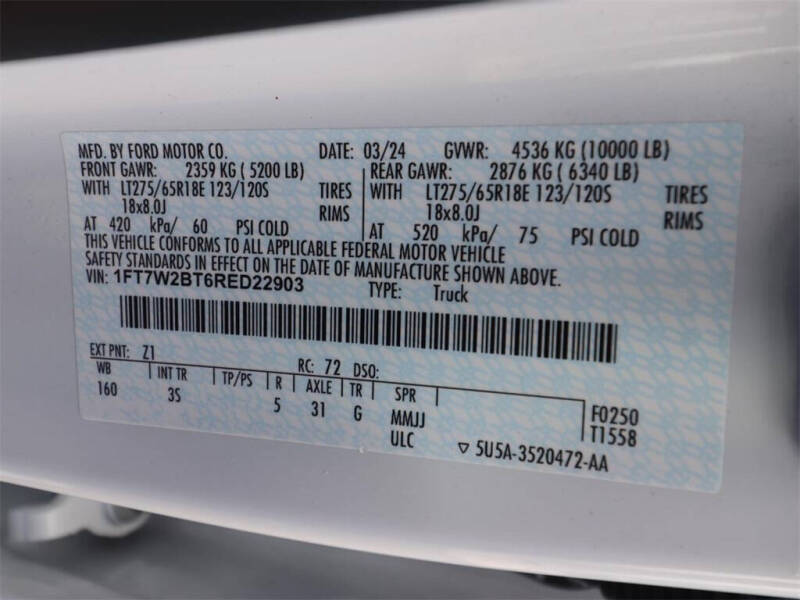 MFD. BY FORD MOTOR CO. DATE: 03/24 GVWR: 4536 KG (10000 LB)
FRONT GAWR: 2359 KG ( 5200 LB) REAR GAWR: 2876 KG ( 6340 LB)
WITH LT275/65R18E 123/120S TIRES WITH LT275/65R18E 123/120S TIRES
18x8.0J RIMS 18x8.0J RIMS
AT 420 kPa/ 60 PSI COLD AT 520 kPa/ 75 PSI COLD
THIS VEHICLE CONFORMS TO ALL APPLICABLE FEDERAL MOTOR VEHICLE
SAFETY STANDARDS IN EFFECT ON THE DATE OF MANUFACTURE SHOWN ABOVE.
VIN: 1FT7W2BT6RED22903 TYPE: Truck
EXT PNT: Z1 RC: 72 DSO:
WB INT TR TP/PS R AXLE TR SPR
160 3S 5 31 G MMJJ F0250
ULC T1558
5U5A-3520472-AA